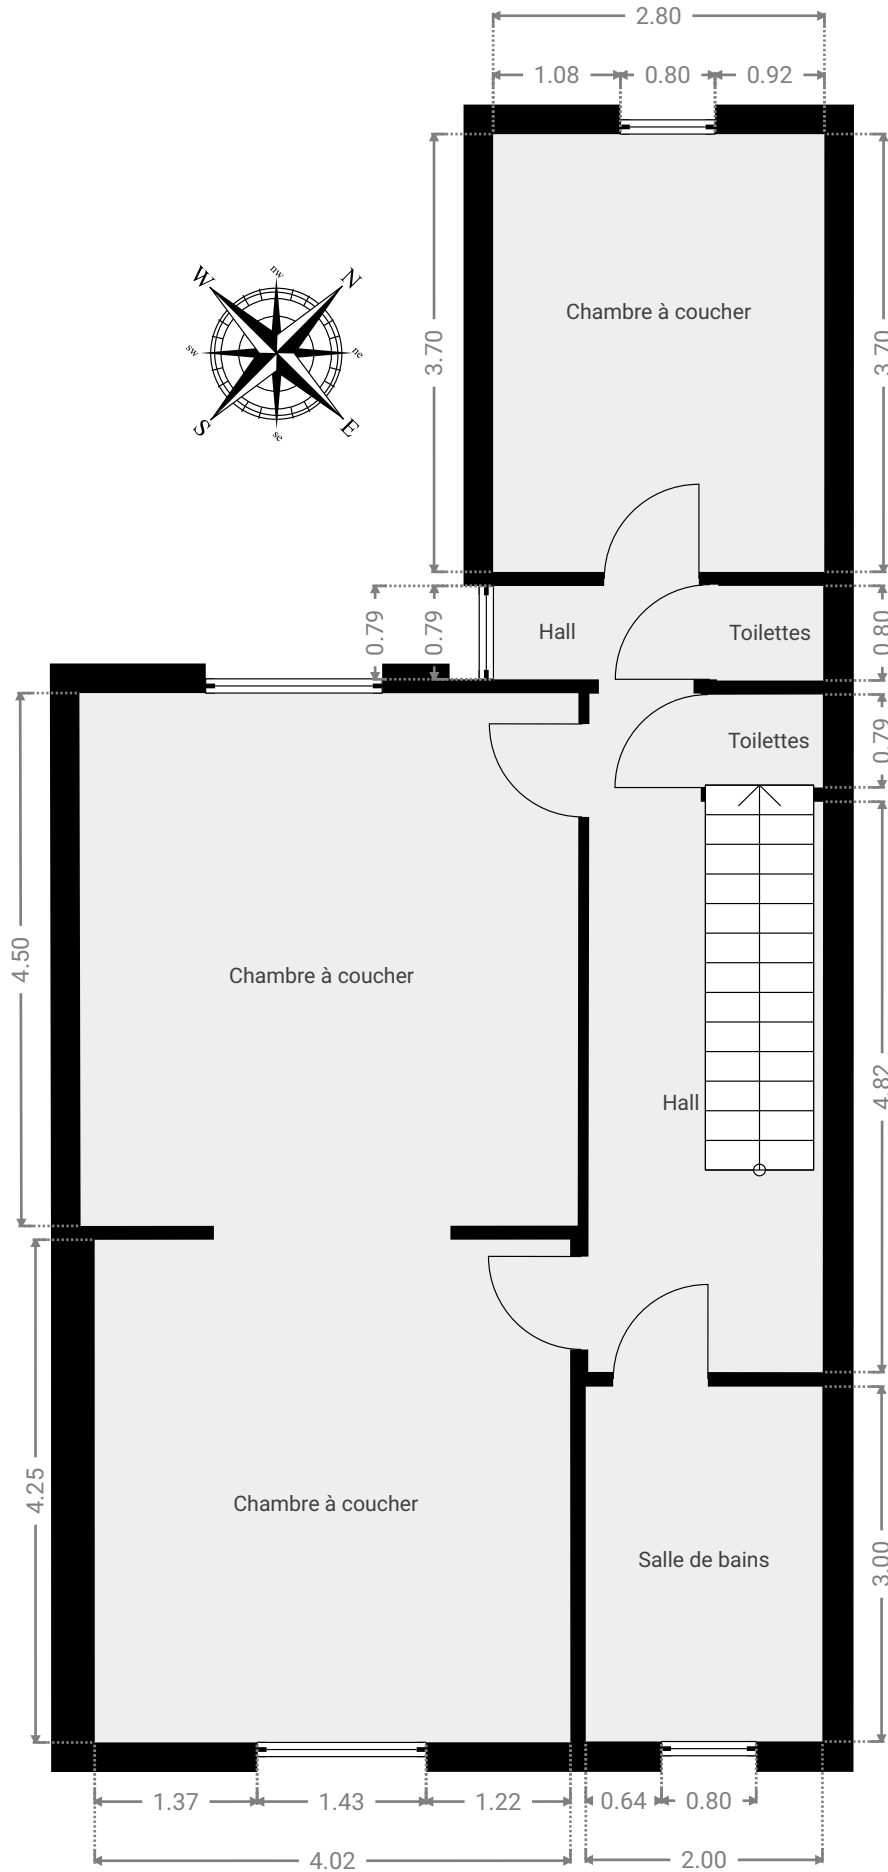 2.80
1.08 0.80 0.92
W nw N
sw ne
S se E
Chambre à coucher
3.70 3.70
0.79 0.79 Hall Toilettes 0.80
Toilettes 0.79
4.50 Chambre à coucher
Hall 4.82
4.25 Chambre à coucher
Salle de bains 3.00
1.37 1.43 1.22 0.64 0.80
4.02 2.00